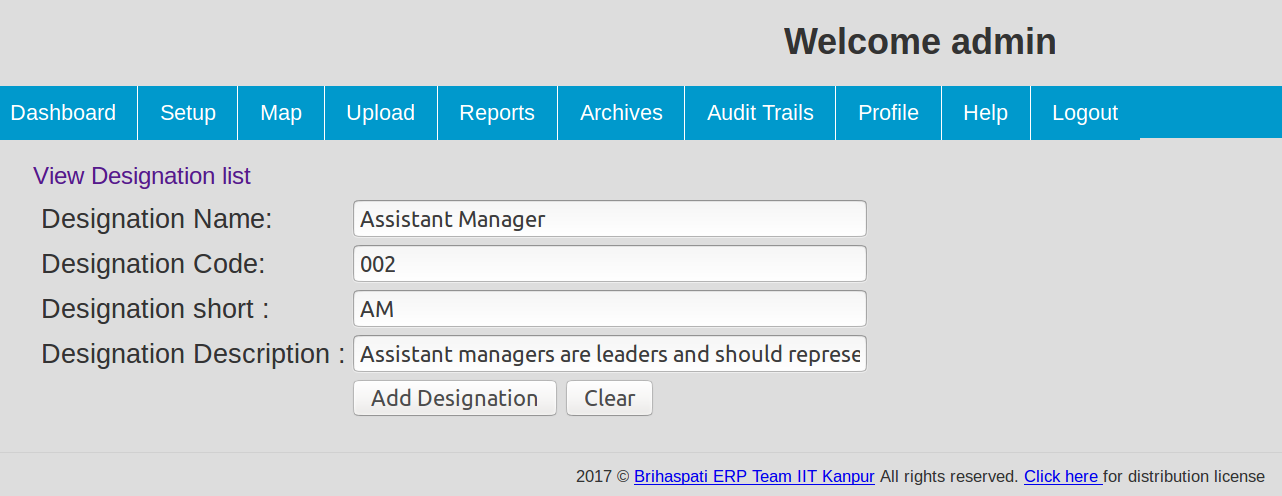 Welcome admin
Dashboard Setup Map Upload Reports Archives Audit Trails Profile Help Logout
View Designation list
Designation Name: Assistant Manager
Designation Code: 002
Designation short : AM
Designation Description : Assistant managers are leaders and should represe
Add Designation Clear
2017 © Brihaspati ERP Team IIT Kanpur All rights reserved. Click here for distribution license